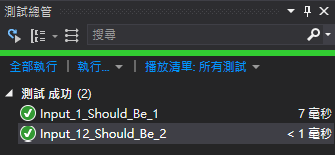 測試總管
搜尋
全部執行 | 執行... | 播放清單: 所有測試
測試成功 (2)
Input_1_Should_Be_1 7 毫秒
Input_12_Should_Be_2 < 1 毫秒